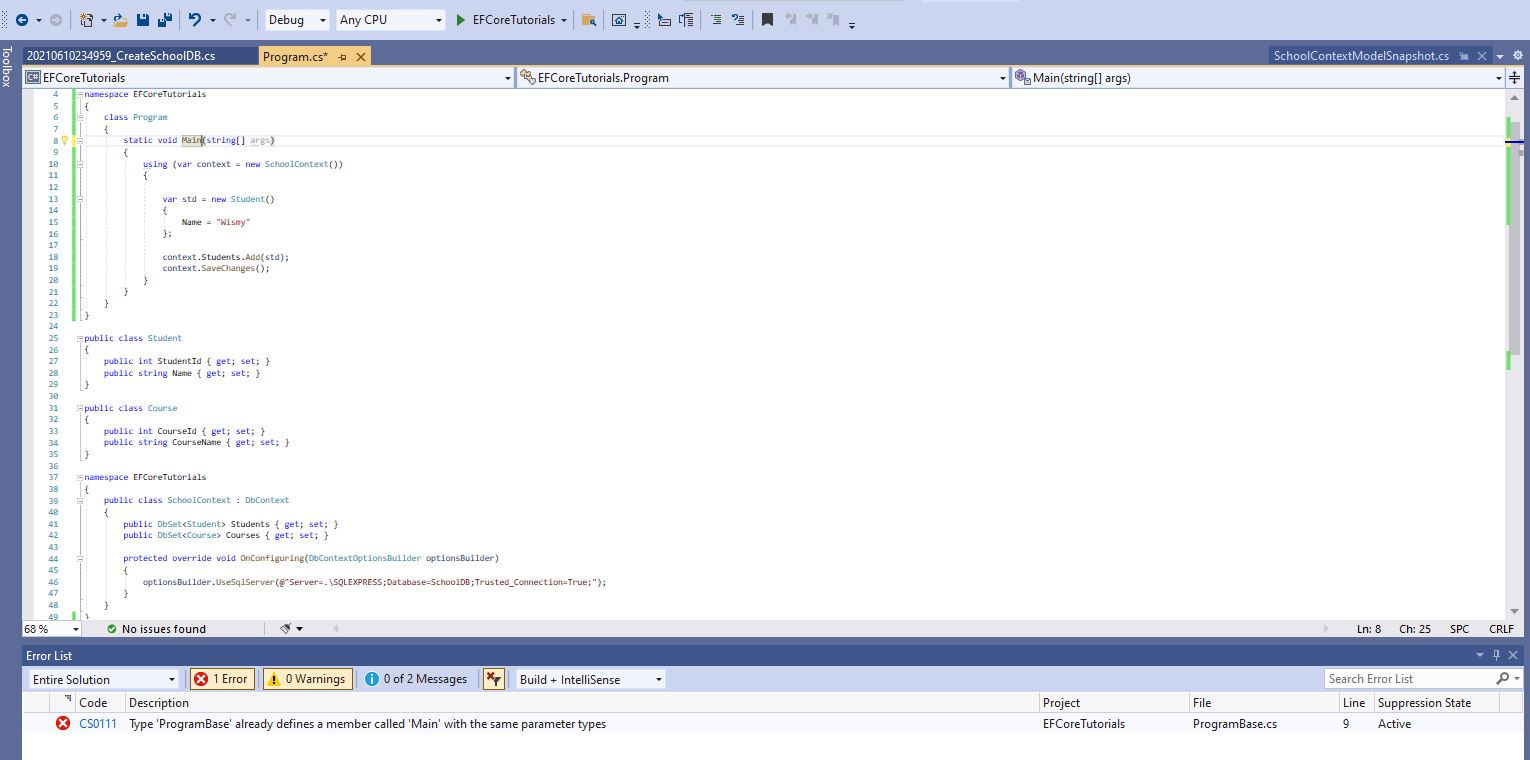 Debug Any CPU EFCoreTutorials
Toolbox
20210610234959_CreateSchoolDB.cs Program.cs* SchoolContextModelSnapshot.cs
C# EFCoreTutorials EFCoreTutorials.Program Main(string[] args)
4 namespace EFCoreTutorials
5 {
6 class Program
7 {
8 static void Main(string[] args)
9 {
10 using (var context = new SchoolContext())
11 {
12
13 var std = new Student()
14 {
15 Name = "Wismy"
16 };
17
18 context.Students.Add(std);
19 context.SaveChanges();
20 }
21 }
22 }
23 }
24
25 public class Student
26 {
27 public int StudentId { get; set; }
28 public string Name { get; set; }
29 }
30
31 public class Course
32 {
33 public int CourseId { get; set; }
34 public string CourseName { get; set; }
35 }
36
37 namespace EFCoreTutorials
38 {
39 public class SchoolContext : DbContext
40 {
41 public DbSet<Student> Students { get; set; }
42 public DbSet<Course> Courses { get; set; }
43
44 protected override void OnConfiguring(DbContextOptionsBuilder optionsBuilder)
45 {
46 optionsBuilder.UseSqlServer(@"Server=.\SQLEXPRESS;Database=SchoolDB;Trusted_Connection=True;");
47 }
48 }
49 }
68 % No issues found Ln: 8 Ch: 25 SPC CRLF
Error List
Entire Solution 1 Error 0 Warnings 0 of 2 Messages Build + IntelliSense Search Error List
Code Description Project File Line Suppression State
CS0111 Type 'ProgramBase' already defines a member called 'Main' with the same parameter types EFCoreTutorials ProgramBase.cs 9 Active